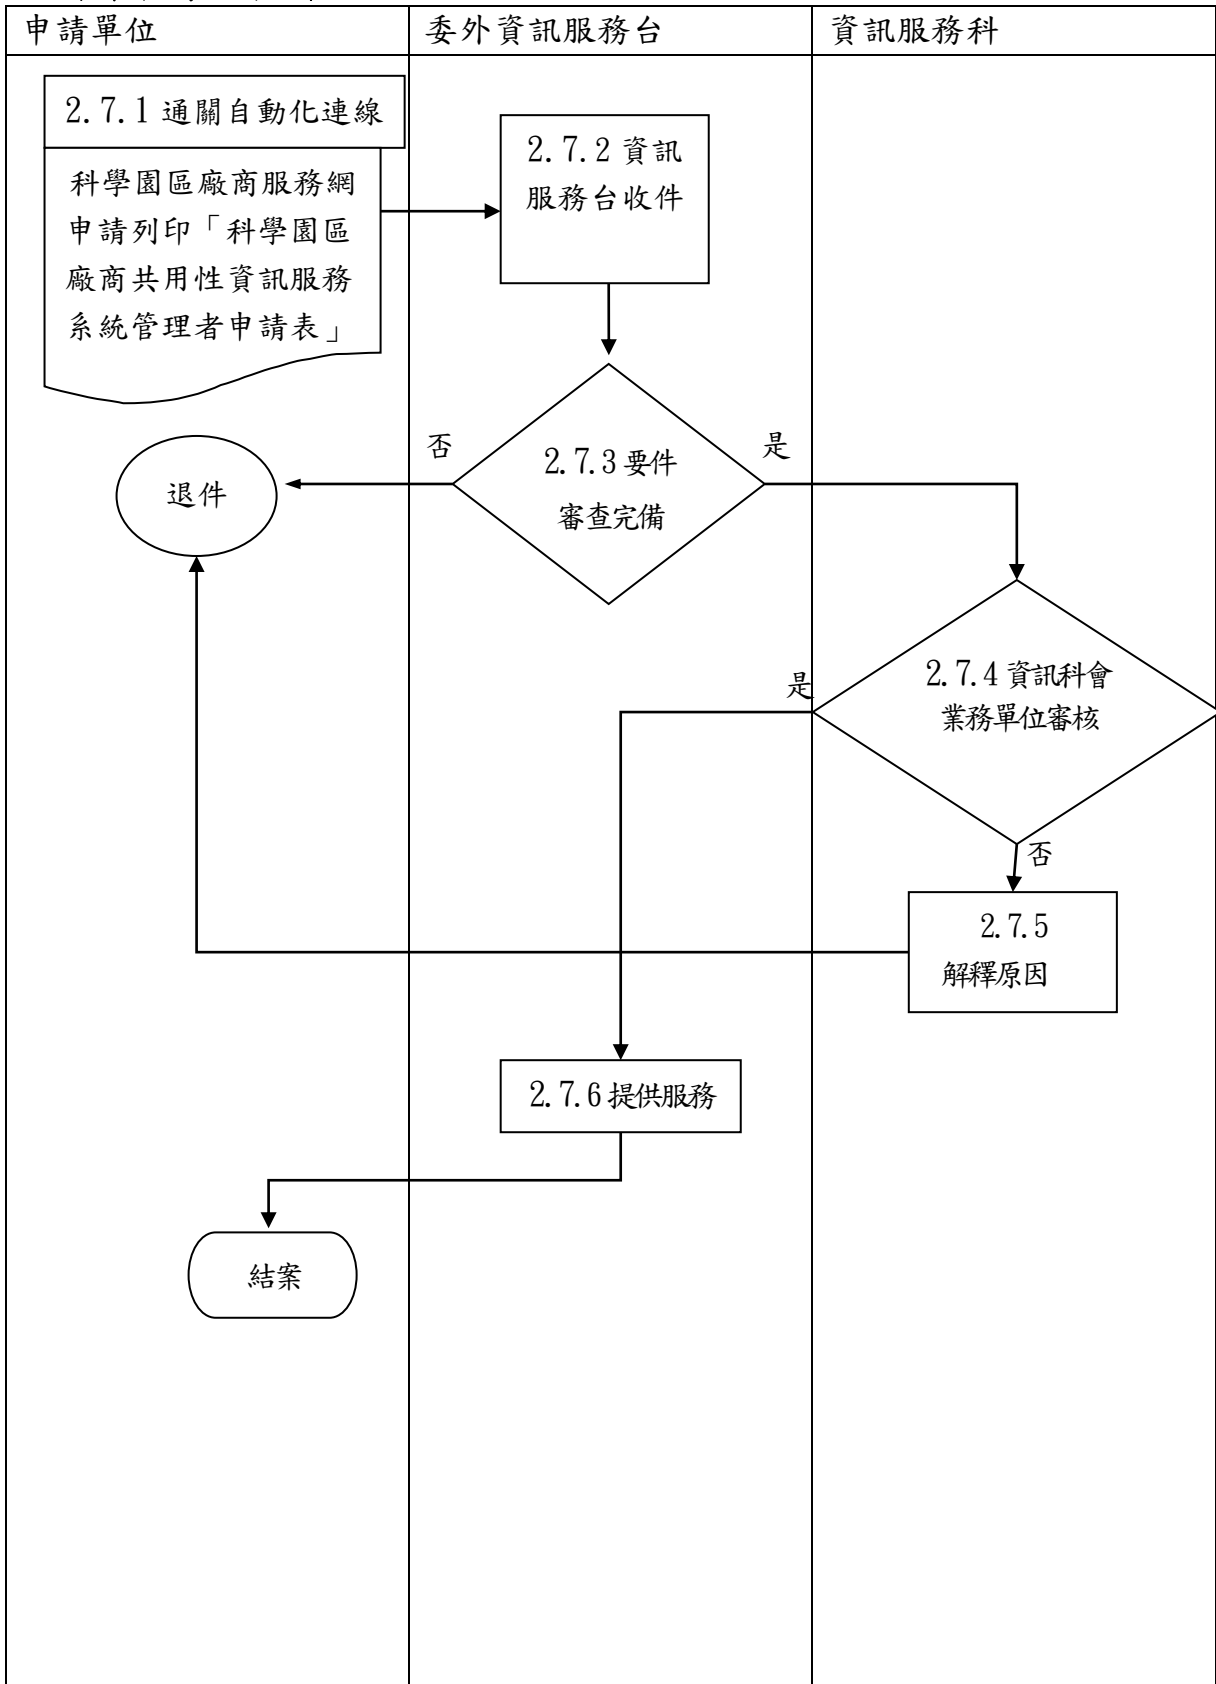 申請單位
委外資訊服務台
資訊服務科
2.7.1 通關自動化連線
科學園區廠商服務網
申請列印「科學園區
廠商共用性資訊服務
系統管理者申請表」
2.7.2 資訊
服務台收件
否
2.7.3 要件
審查完備
是
退件
是
2.7.4 資訊科會
業務單位審核
否
2.7.5
解釋原因
2.7.6 提供服務
結案